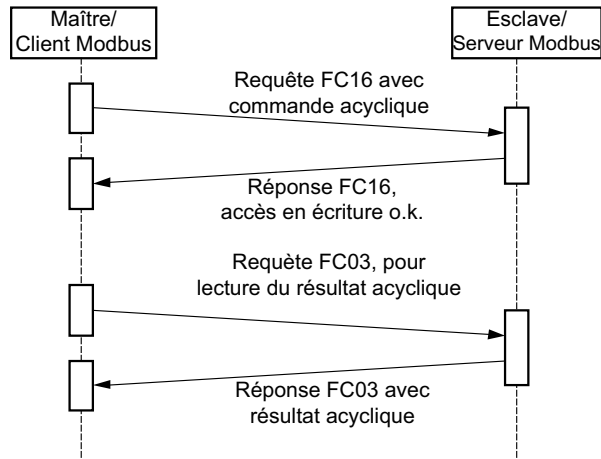 Maître/
Client Modbus
Esclave/
Serveur Modbus
Requête FC16 avec
commande acyclique
Réponse FC16,
accès en écriture o.k.
Requète FC03, pour
lecture du résultat acyclique
Réponse FC03 avec
résultat acyclique